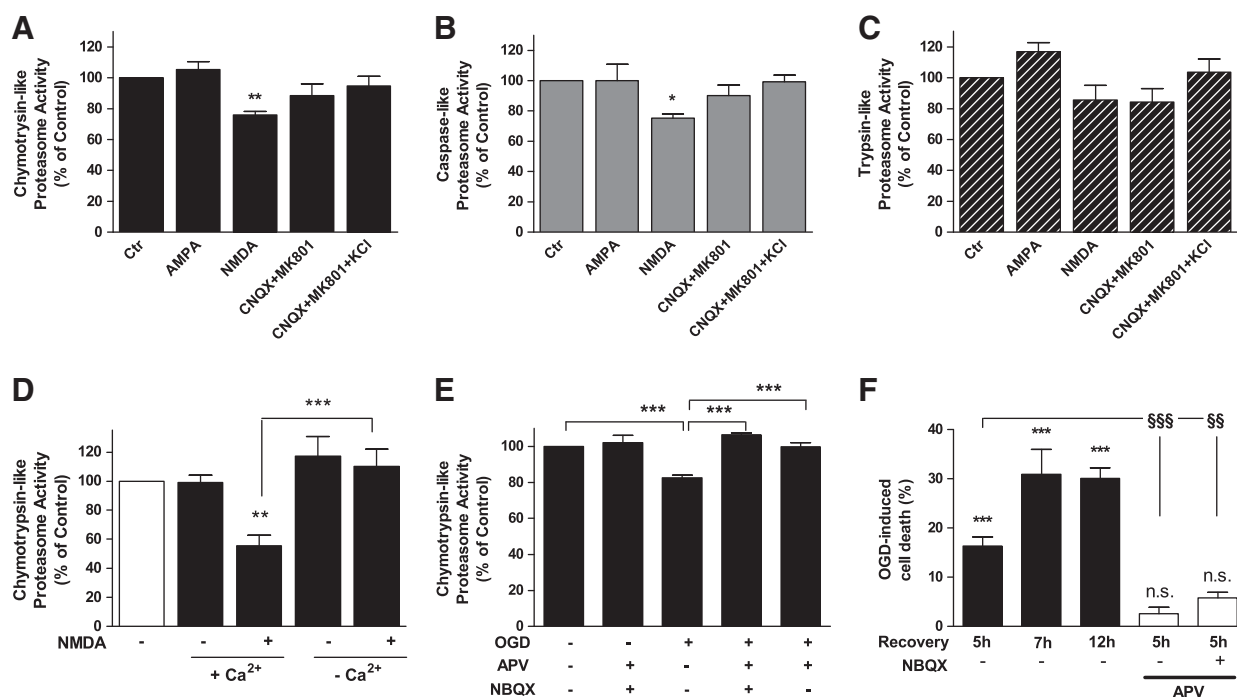 A
Chymotrysin-like
Proteasome Activity
(% of Control)
120
100
80
60
40
20
0
**
Ctr
AMPA
NMDA
CNQX+MK801
CNQX+MK801+KCl
B
Caspase-like
Proteasome Activity
(% of Control)
120
100
80
60
40
20
0
*
Ctr
AMPA
NMDA
CNQX+MK801
CNQX+MK801+KCl
C
Trypsin-like
Proteasome Activity
(% of Control)
120
100
80
60
40
20
0
Ctr
AMPA
NMDA
CNQX+MK801
CNQX+MK801+KCl
D
Chymotrypsin-like
Proteasome Activity
(% of Control)
120
100
80
60
40
20
0
***
**
NMDA - - + - +
+ Ca2+ - Ca2+
E
Chymotrypsin-like
Proteasome Activity
(% of Control)
100
80
60
40
20
0
***
*** ***
OGD - - + + +
APV - + - + +
NBQX - + - + -
F
OGD-induced
cell death (%)
40
30
20
10
0
§§§ §§
*** *** ***
n.s. n.s.
Recovery 5h 7h 12h 5h 5h
NBQX - - - - +
APV